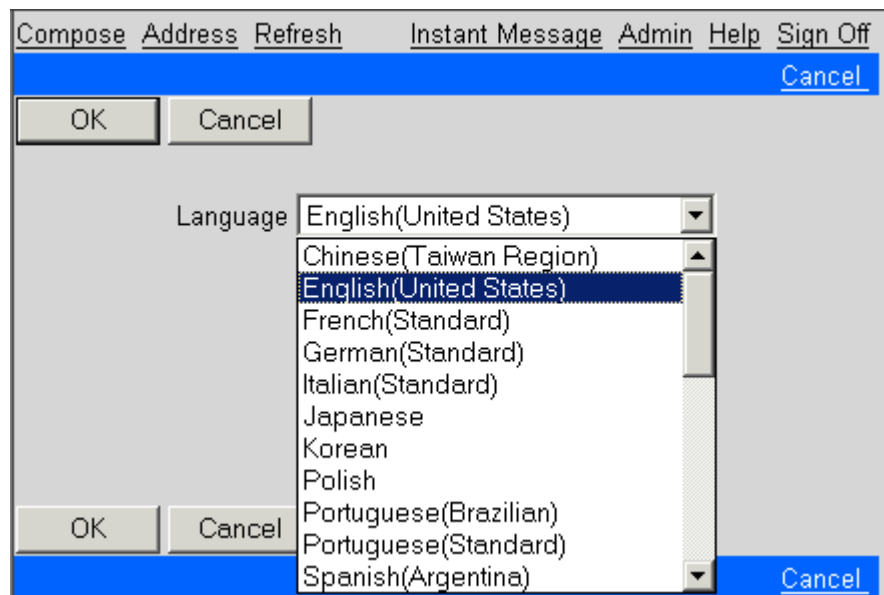 Compose Address Refresh Instant Message Admin Help Sign Off
Cancel
OK Cancel
Language English(United States)
Chinese(Taiwan Region)
English(United States)
French(Standard)
German(Standard)
Italian(Standard)
Japanese
Korean
Polish
Portuguese(Brazilian)
OK Cancel
Portuguese(Standard)
Spanish(Argentina)
Cancel